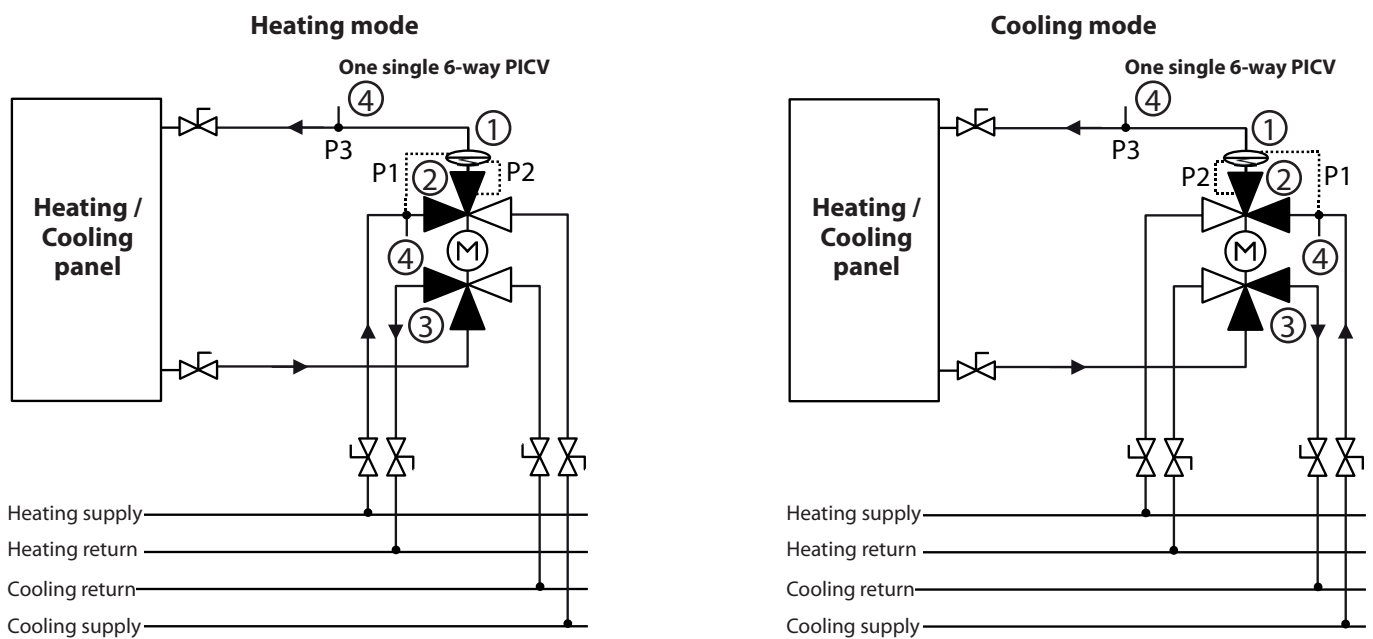 Heating mode
One single 6-way PICV
④
①
P3
P1
②
P2
Heating /
Cooling
panel
④
M
③
Heating supply
Heating return
Cooling return
Cooling supply
Cooling mode
One single 6-way PICV
④
①
P3
P2
②
P1
Heating /
Cooling
panel
M
④
③
Heating supply
Heating return
Cooling return
Cooling supply